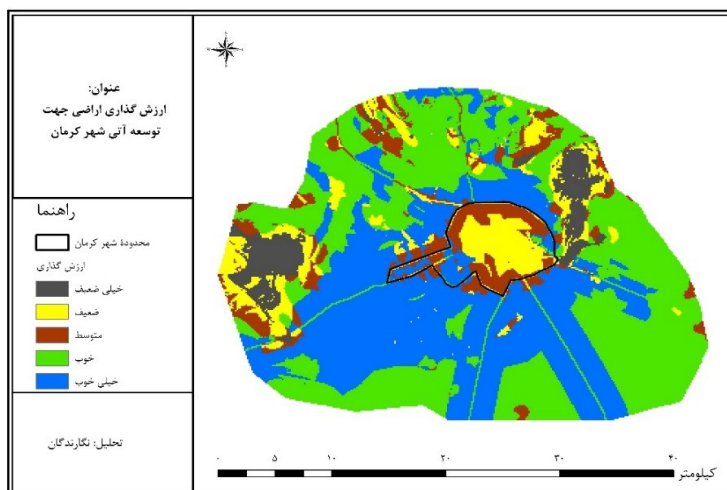 عنوان:
ارزش گذاری اراضی جهت
توسعه آتی شهر کرمان
راهنما
محدودهٔ شهر کرمان
ارزش گذاری
خیلی ضعیف
ضعیف
متوسط
خوب
خیلی خوب
تحلیل: نگارندگان
۰ ۵ ۱۰ ۲۰ ۳۰ ۴۰
کیلومتر